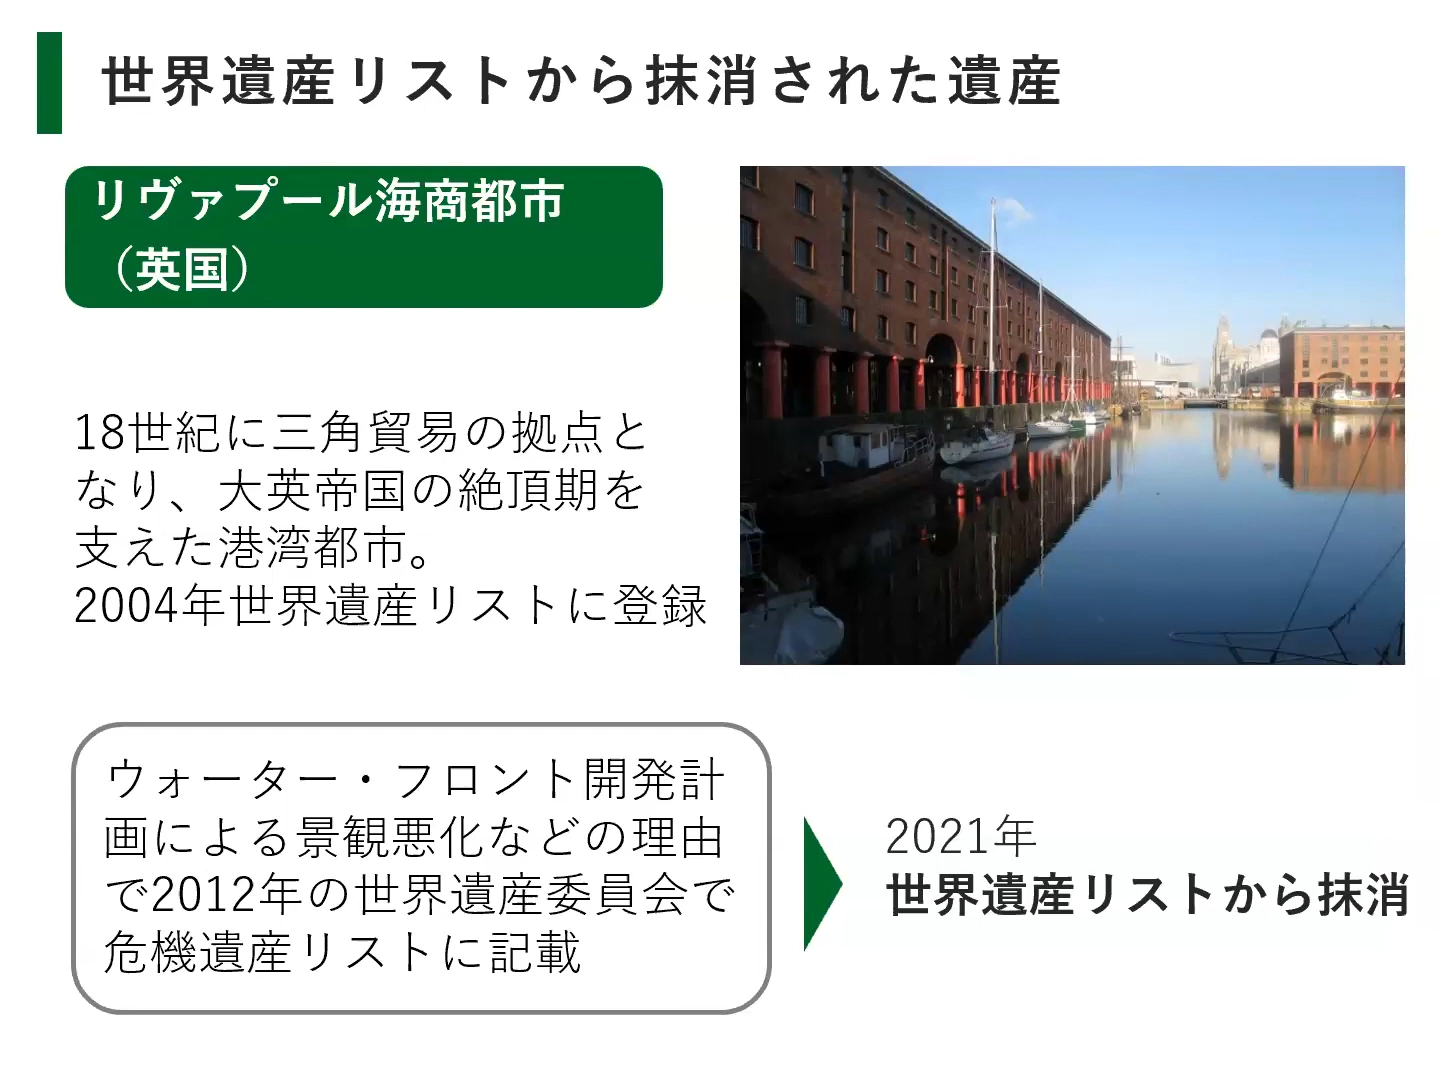 世界遺産リストから抹消された遺産
リヴァプール海商都市
（英国）
18世紀に三角貿易の拠点と
なり、大英帝国の絶頂期を
支えた港湾都市。
2004年世界遺産リストに登録
ウォーター・フロント開発計
画による景観悪化などの理由
で2012年の世界遺産委員会で
危機遺産リストに記載
2021年
世界遺産リストから抹消